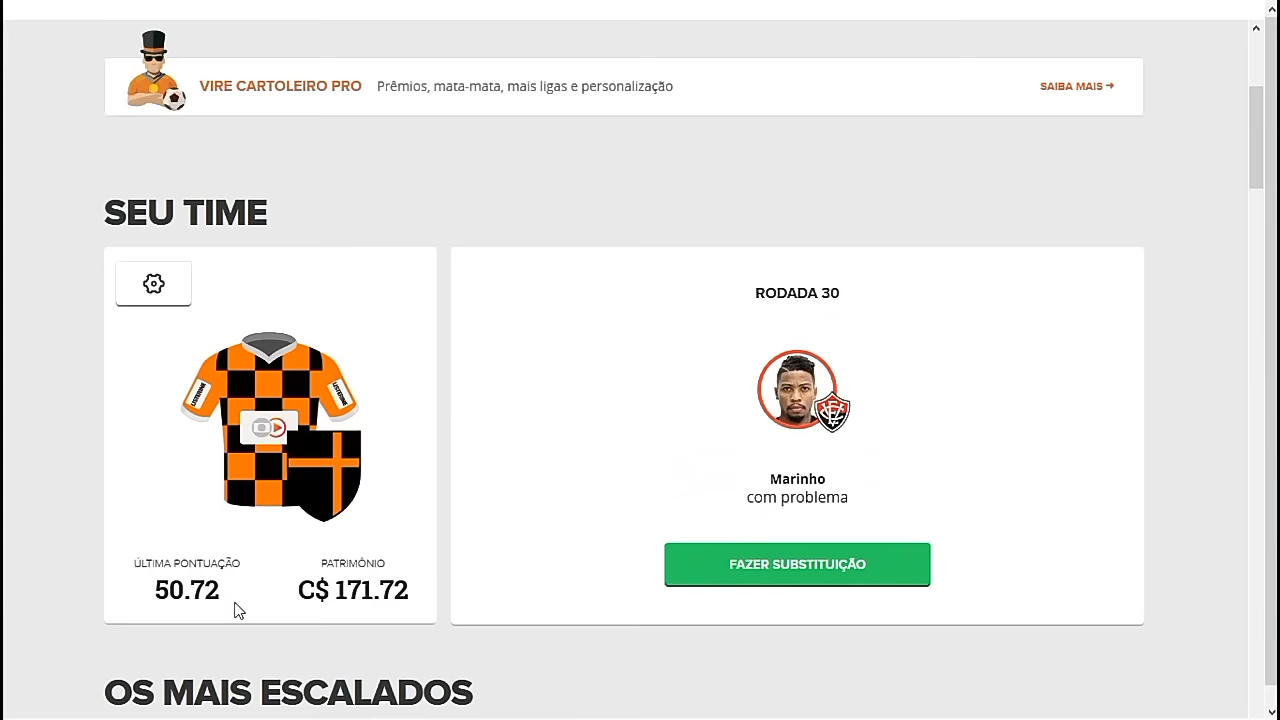 VIRE CARTOLEIRO PRO Prêmios, mata-mata, mais ligas e personalização SAIBA MAIS →
SEU TIME
RODADA 30
Marinho
com problema
ÚLTIMA PONTUAÇÃO PATRIMÔNIO
50.72 C$ 171.72
FAZER SUBSTITUIÇÃO
OS MAIS ESCALADOS